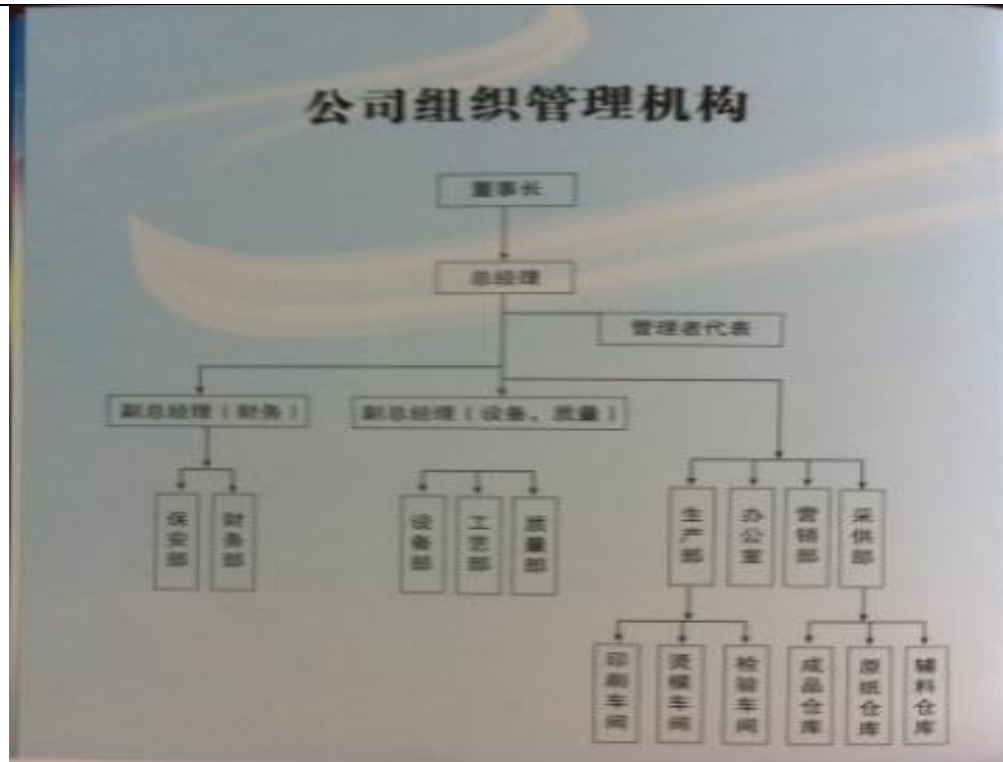 公司组织管理机构
董事长
总经理
管理者代表
副总经理（财务）
副总经理（设备、质量）
保安部
财务部
设备部
工艺部
质量部
生产部
办公室
营销部
采供部
印刷车间
烫模车间
检验车间
成品仓库
原纸仓库
辅料仓库